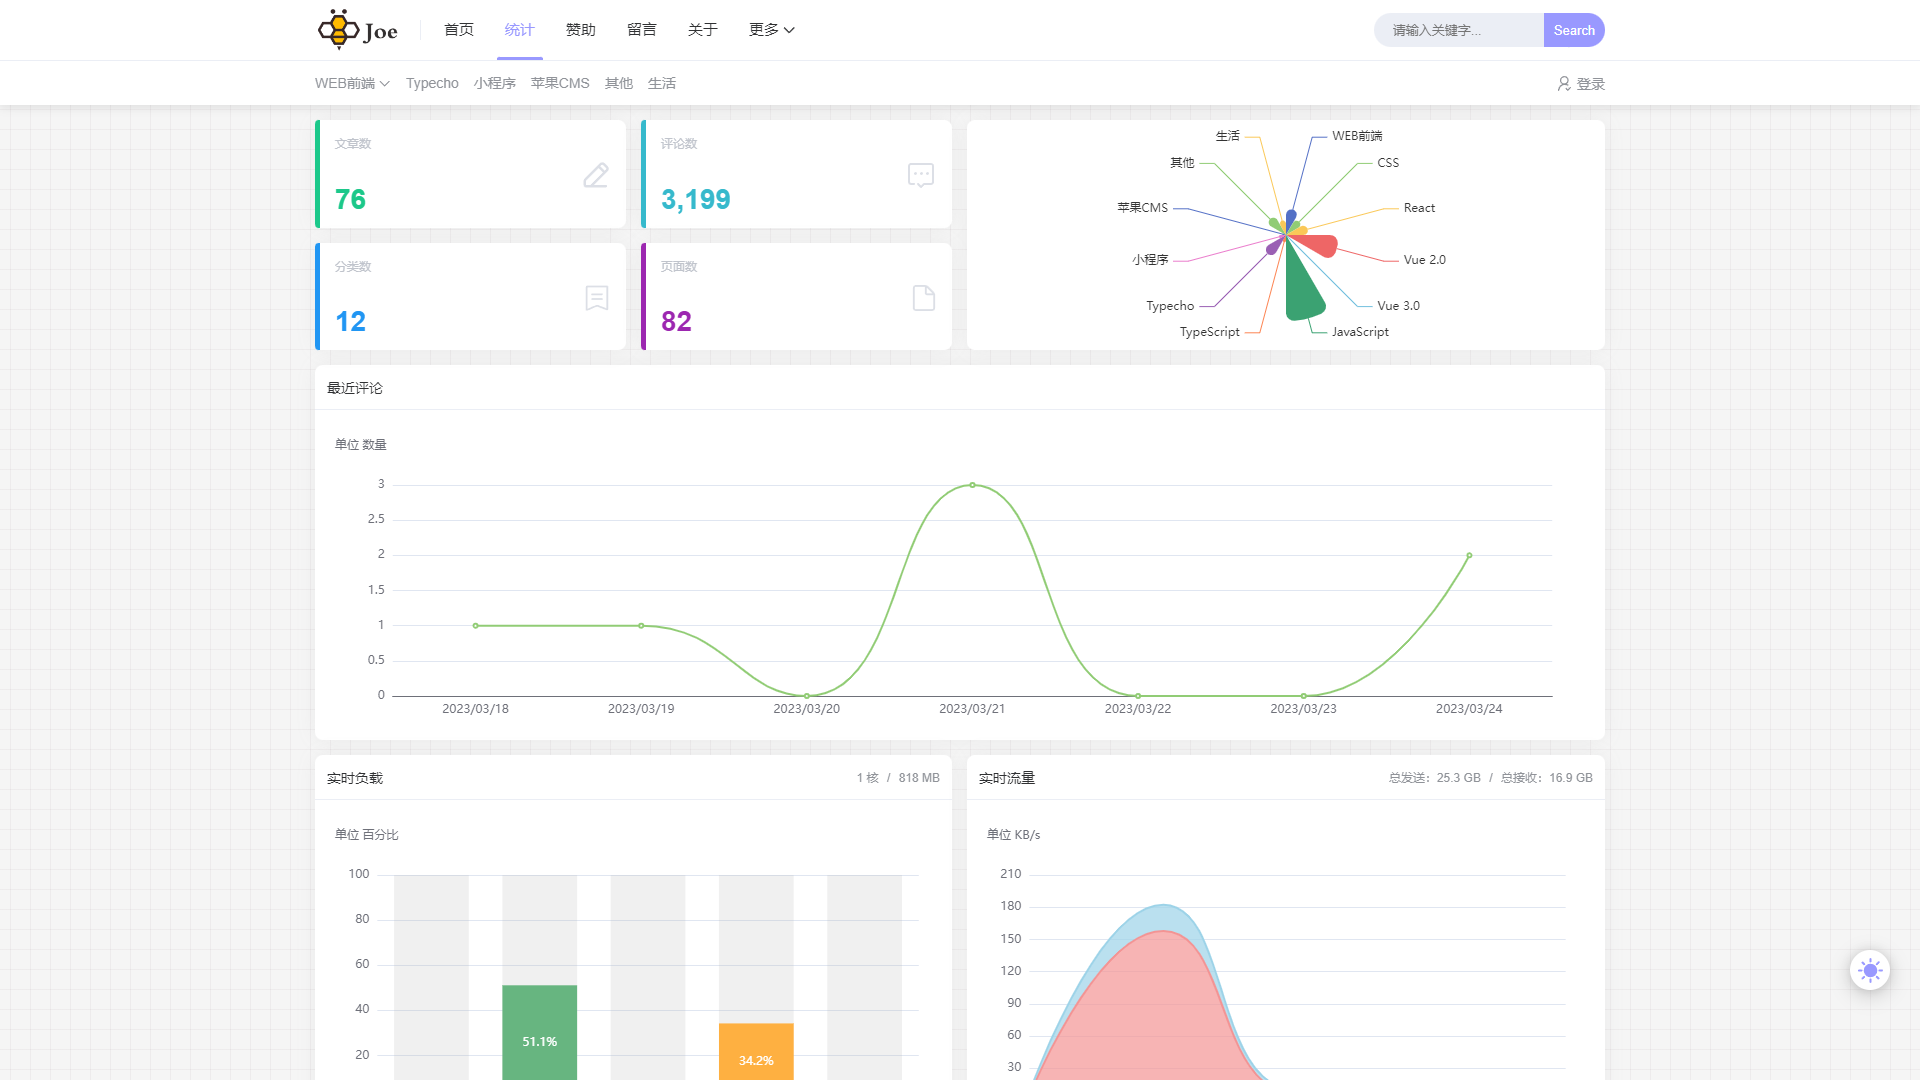 Joe
首页
统计
赞助
留言
关于
更多
请输入关键字...
Search
WEB前端
Typecho
小程序
苹果CMS
其他
生活
登录
文章数
76
评论数
3,199
分类数
12
页面数
82
生活
WEB前端
其他
CSS
苹果CMS
React
小程序
Vue 2.0
Typecho
Vue 3.0
TypeScript
JavaScript
最近评论
单位 数量
3
2.5
2
1.5
1
0.5
0
2023/03/18
2023/03/19
2023/03/20
2023/03/21
2023/03/22
2023/03/23
2023/03/24
实时负载
1 核 / 818 MB
单位 百分比
100
80
60
40
20
51.1%
34.2%
实时流量
总发送：25.3 GB / 总接收：16.9 GB
单位 KB/s
210
180
150
120
90
60
30